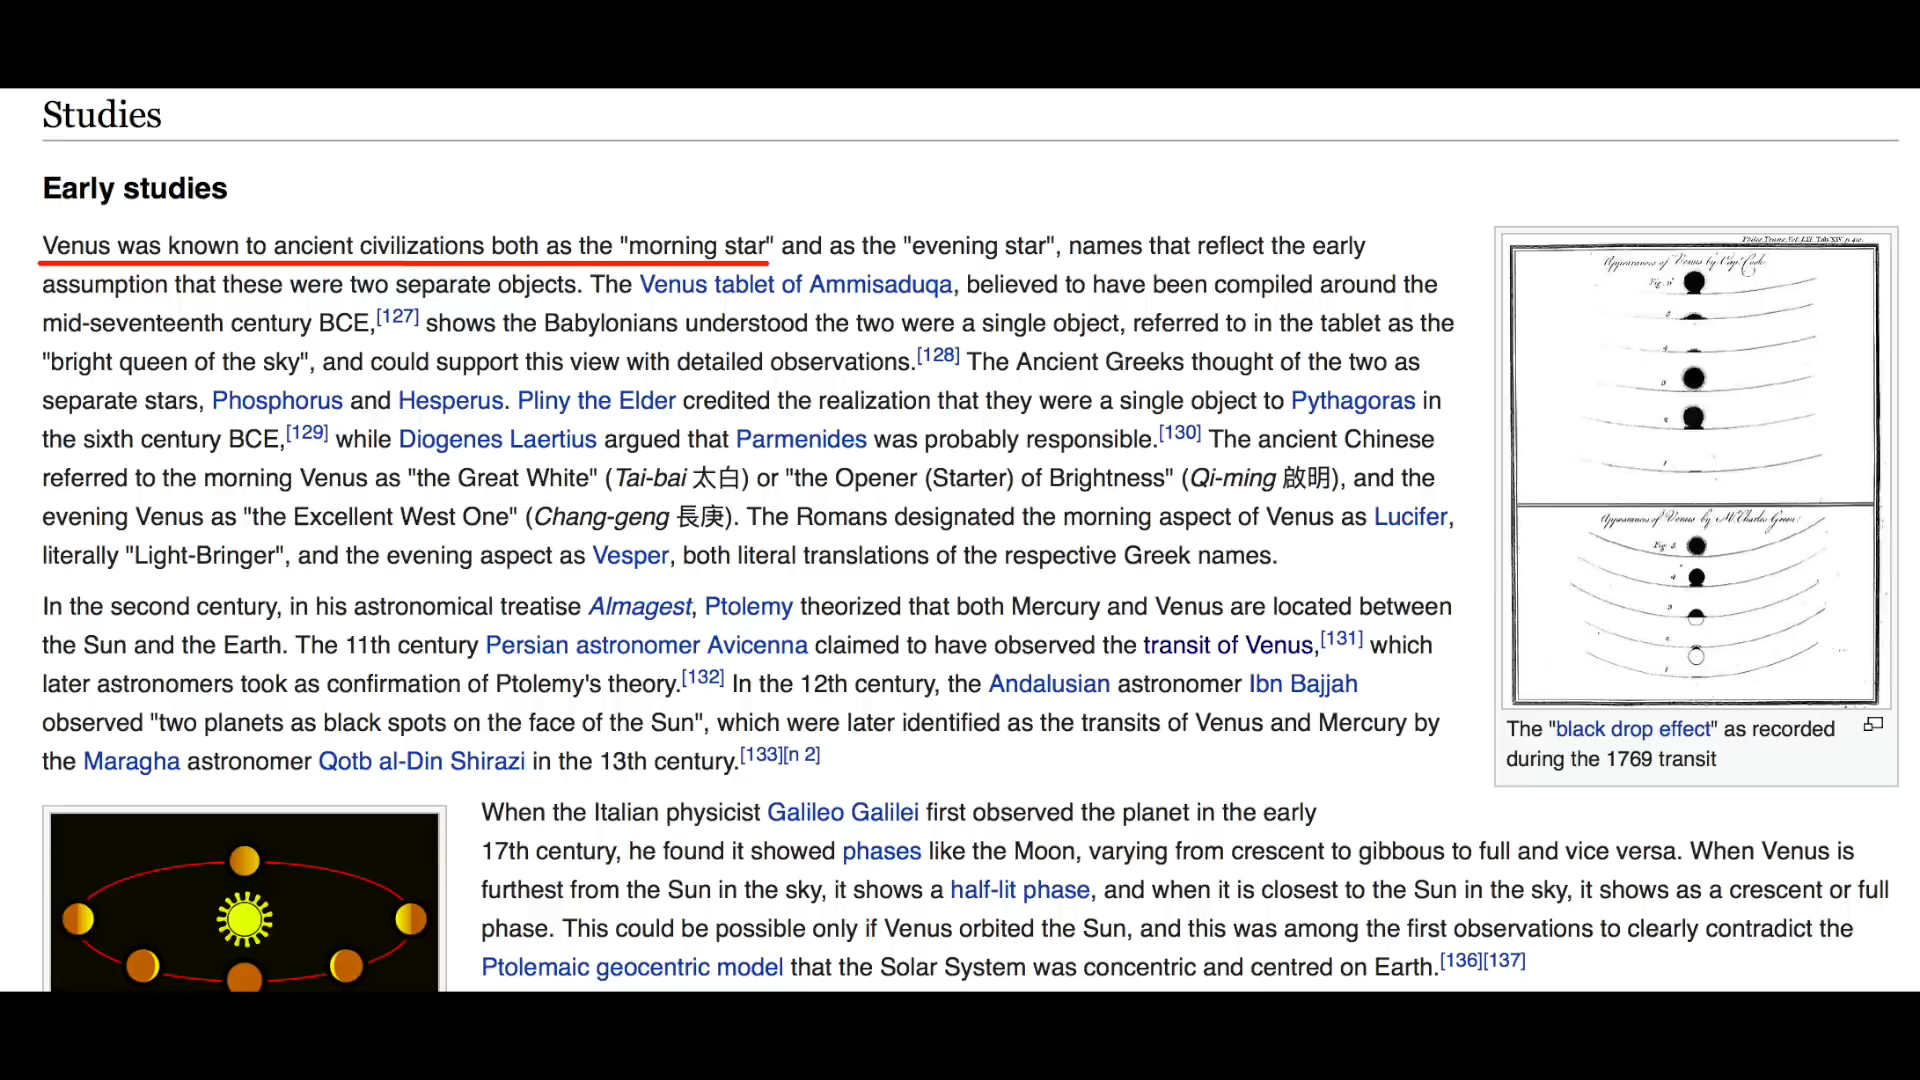 Studies
Early studies
Venus was known to ancient civilizations both as the "morning star" and as the "evening star", names that reflect the early
assumption that these were two separate objects. The Venus tablet of Ammisaduqa, believed to have been compiled around the
mid-seventeenth century BCE,[127] shows the Babylonians understood the two were a single object, referred to in the tablet as the
"bright queen of the sky", and could support this view with detailed observations.[128] The Ancient Greeks thought of the two as
separate stars, Phosphorus and Hesperus. Pliny the Elder credited the realization that they were a single object to Pythagoras in
the sixth century BCE,[129] while Diogenes Laertius argued that Parmenides was probably responsible.[130] The ancient Chinese
referred to the morning Venus as "the Great White" (Tai-bai 太白) or "the Opener (Starter) of Brightness" (Qi-ming 啟明), and the
evening Venus as "the Excellent West One" (Chang-geng 長庚). The Romans designated the morning aspect of Venus as Lucifer,
literally "Light-Bringer", and the evening aspect as Vesper, both literal translations of the respective Greek names.
In the second century, in his astronomical treatise Almagest, Ptolemy theorized that both Mercury and Venus are located between
the Sun and the Earth. The 11th century Persian astronomer Avicenna claimed to have observed the transit of Venus,[131] which
later astronomers took as confirmation of Ptolemy's theory.[132] In the 12th century, the Andalusian astronomer Ibn Bajjah
observed "two planets as black spots on the face of the Sun", which were later identified as the transits of Venus and Mercury by
the Maragha astronomer Qotb al-Din Shirazi in the 13th century.[133][n 2]
Appearances of Venus by Cap. Cook
Appearances of Venus by Mr. Charles Green:
The "black drop effect" as recorded
during the 1769 transit
When the Italian physicist Galileo Galilei first observed the planet in the early
17th century, he found it showed phases like the Moon, varying from crescent to gibbous to full and vice versa. When Venus is
furthest from the Sun in the sky, it shows a half-lit phase, and when it is closest to the Sun in the sky, it shows as a crescent or full
phase. This could be possible only if Venus orbited the Sun, and this was among the first observations to clearly contradict the
Ptolemaic geocentric model that the Solar System was concentric and centred on Earth.[136][137]